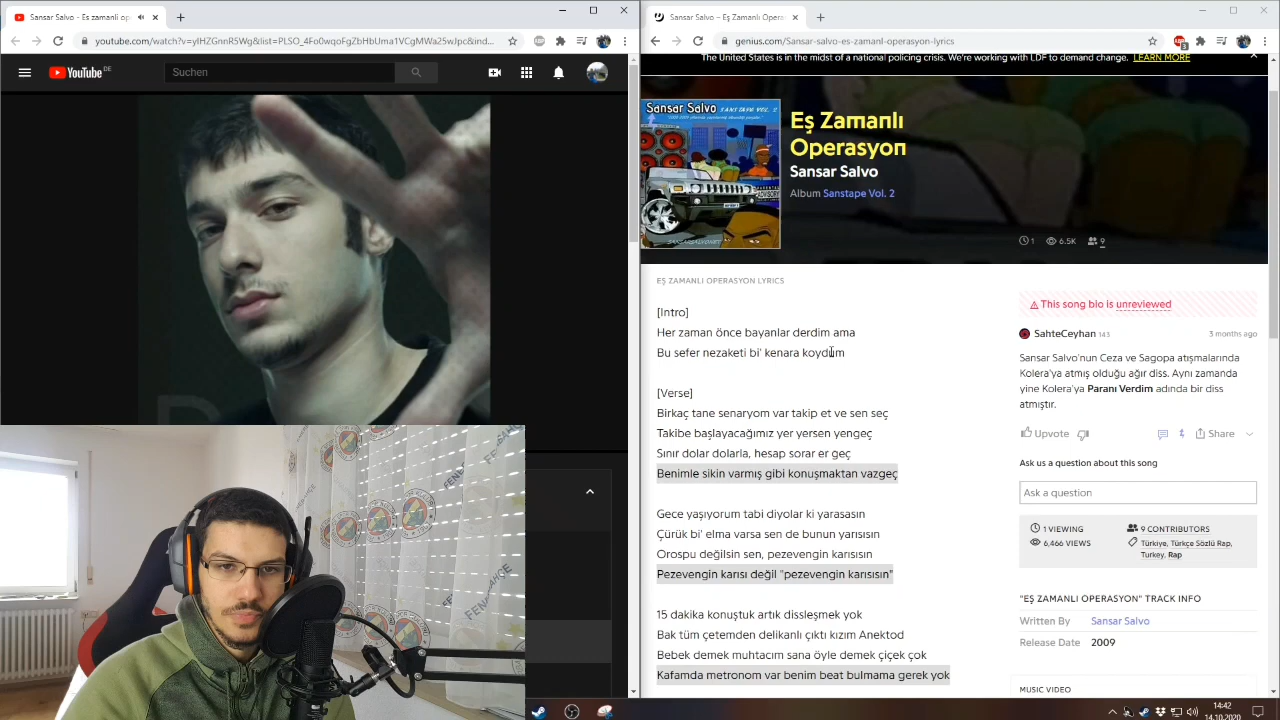 Sansar Salvo - Es zamanli op
Sansar Salvo – Eş Zamanlı Opera
youtube.com/watch?v=yIHZGnnR5Wg&list=PLSO_4Fo0wqoFgZbHbUma1VCgMWa25wJpc&ind...
genius.com/Sansar-salvo-es-zamanli-operasyon-lyrics
YouTube DE
Suchen
The United States is in the midst of a national policing crisis. We're working with LDF to demand change. LEARN MORE
Sansar Salvo SANSTAPE VOL. 2
Eş Zamanlı
Operasyon
Sansar Salvo
Album Sanstape Vol. 2
1 6.5K 9
EŞ ZAMANLI OPERASYON LYRICS
[Intro]
Her zaman önce bayanlar derdim ama
Bu sefer nezaketi bi' kenara koydum
[Verse]
Birkaç tane senaryom var takip et ve sen seç
Takibe başlayacağımız yer yersen yengeç
Sınır dolar dolarla, hesap sorar er geç
Benimle sikin varmış gibi konuşmaktan vazgeç
Gece yaşıyorum tabi diyolar ki yarasasın
Çürük bi' elma varsa sen de bunun yarısısın
Orospu değilsin sen, pezevengin karısısın
Pezevengin karısı değil "pezevengin karısısın"
15 dakika konuştuk artık dissleşmek yok
Bak tüm çetemden delikanlı çıktı kızım Anektod
Bebek demek muhtacım sana öyle demek çiçek çok
Kafamda metronom var benim beat bulmama gerek yok
This song bio is unreviewed
SahteCeyhan 143
3 months ago
Sansar Salvo'nun Ceza ve Sagopa atışmalarında
Kolera'ya atmış olduğu ağır diss. Aynı zamanda
yine Kolera'ya Paranı Verdim adında bir diss
atmıştır.
Upvote
Share
Ask us a question about this song
Ask a question
1 VIEWING
9 CONTRIBUTORS
6,466 VIEWS
Türkiye, Türkçe Sözlü Rap,
Turkey, Rap
"EŞ ZAMANLI OPERASYON" TRACK INFO
Written By Sansar Salvo
Release Date 2009
MUSIC VIDEO
14:42
14.10.2020